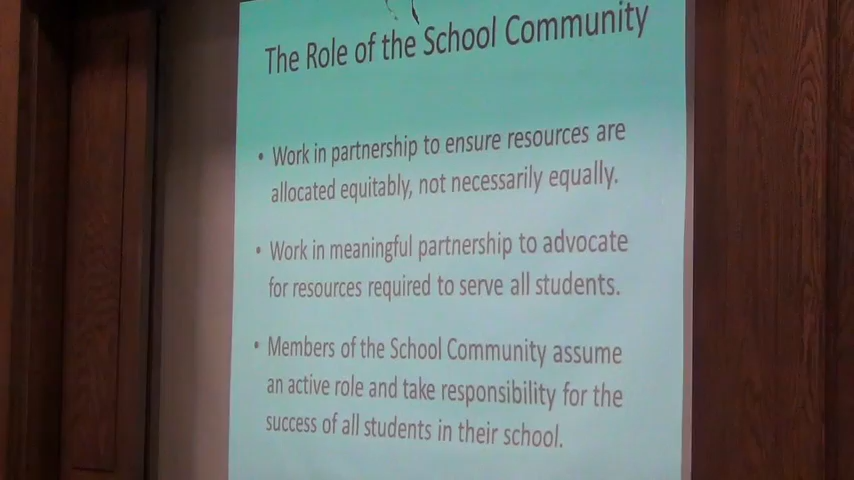 The Role of the School Community
• Work in partnership to ensure resources are
allocated equitably, not necessarily equally.
• Work in meaningful partnership to advocate
for resources required to serve all students.
• Members of the School Community assume
an active role and take responsibility for the
success of all students in their school.